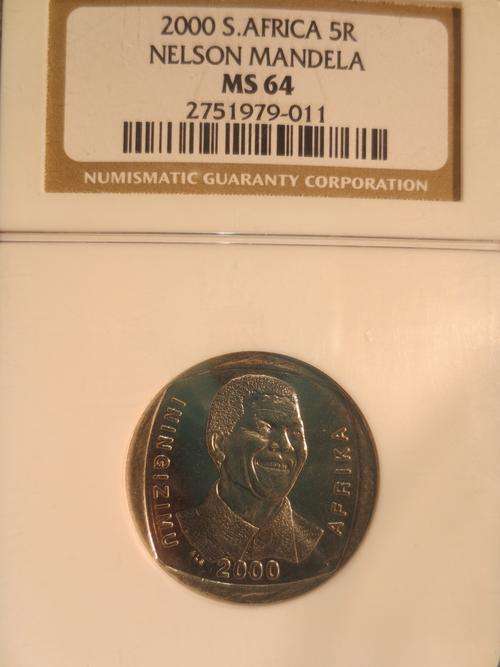 2000 S.AFRICA 5R
NELSON MANDELA
MS 64
2751979-011
NUMISMATIC GUARANTY CORPORATION
ININGIZIMU
AFRIKA
2000